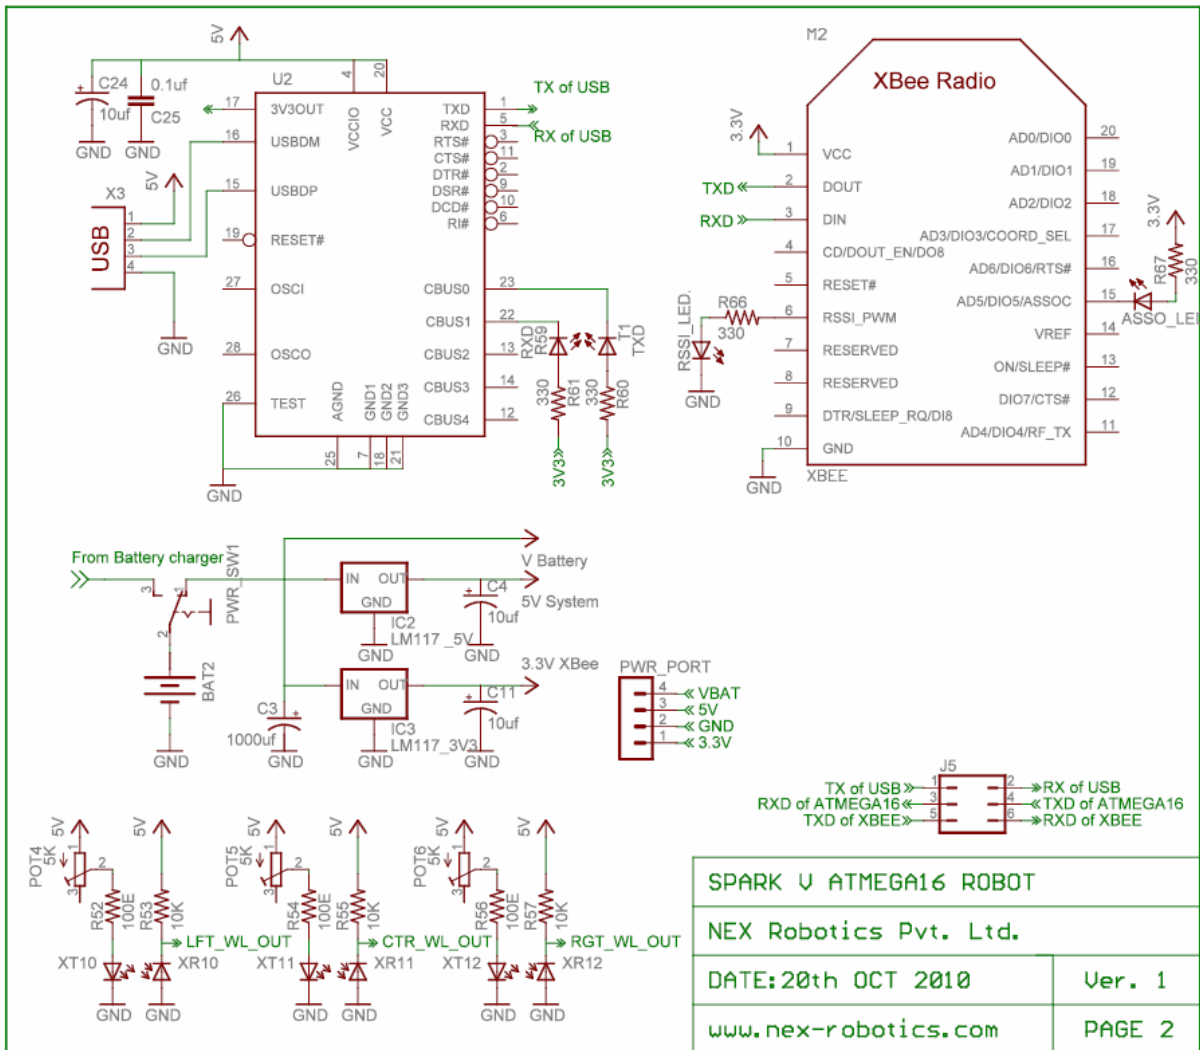 5V
C24
10uf
GND
0.1uf
C25
GND
U2
4
VCCIO
20
VCC
17 3V3OUT
16 USBDM
15 USBDP
19 RESET#
27 OSCI
28 OSCO
26 TEST
TXD 1
TX of USB
RXD 5
RX of USB
RTS# 3
CTS# 11
DTR# 2
DSR# 9
DCD# 10
RI# 6
CBUS0 23
CBUS1 22
CBUS2 13
CBUS3 14
CBUS4 12
AGND
GND1
GND2
GND3
25
7
18
21
GND
X3
5V
USB
1
2
3
4
GND
RXD
R59
T1
TXD
330
R61
330
R60
3V3
3V3
M2
XBee Radio
3.3V
1 VCC
TXD 2 DOUT
RXD 3 DIN
4 CD/DOUT_EN/DO8
5 RESET#
6 RSSI_PWM
7 RESERVED
8 RESERVED
9 DTR/SLEEP_RQ/DI8
10 GND
GND
XBEE
RSSI_LED.
R66
330
GND
AD0/DIO0 20
AD1/DIO1 19
AD2/DIO2 18
AD3/DIO3/COORD_SEL 17
AD6/DIO6/RTS# 16
AD5/DIO5/ASSOC 15
VREF 14
ON/SLEEP# 13
DIO7/CTS# 12
AD4/DIO4/RF_TX 11
3.3V
R67
330
ASSO_LED
From Battery charger
3
1
2
PWR_SW1
BAT2
GND
C3
1000uf
GND
IN OUT
GND
IC2
LM117_5V
GND
V Battery
5V System
C4
10uf
GND
IN OUT
GND
IC3
LM117_3V3
GND
3.3V XBee
C11
10uf
GND
PWR_PORT
4 VBAT
3 5V
2 GND
1 3.3V
J5
TX of USB 1 2 RX of USB
RXD of ATMEGA16 3 4 TXD of ATMEGA16
TXD of XBEE 5 6 RXD of XBEE
5V
POT4
5K
1
2
3
R52
100E
XT10
GND
5V
R53
10K
LFT_WL_OUT
XR10
GND
5V
POT5
5K
1
2
3
R54
100E
XT11
GND
5V
R55
10K
CTR_WL_OUT
XR11
GND
5V
POT6
5K
1
2
3
R56
100E
XT12
GND
5V
R57
10K
RGT_WL_OUT
XR12
GND
SPARK V ATMEGA16 ROBOT
NEX Robotics Pvt. Ltd.
DATE:20th OCT 2010 Ver. 1
www.nex-robotics.com PAGE 2